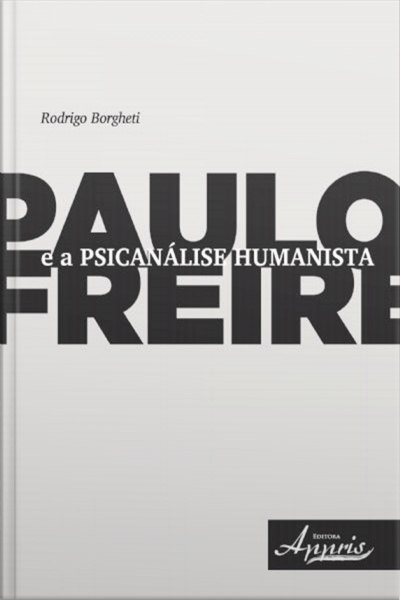 Rodrigo Borgheti
PAULO
e a PSICANÁLISE HUMANISTA
FREIRE
EDITORA
Appris